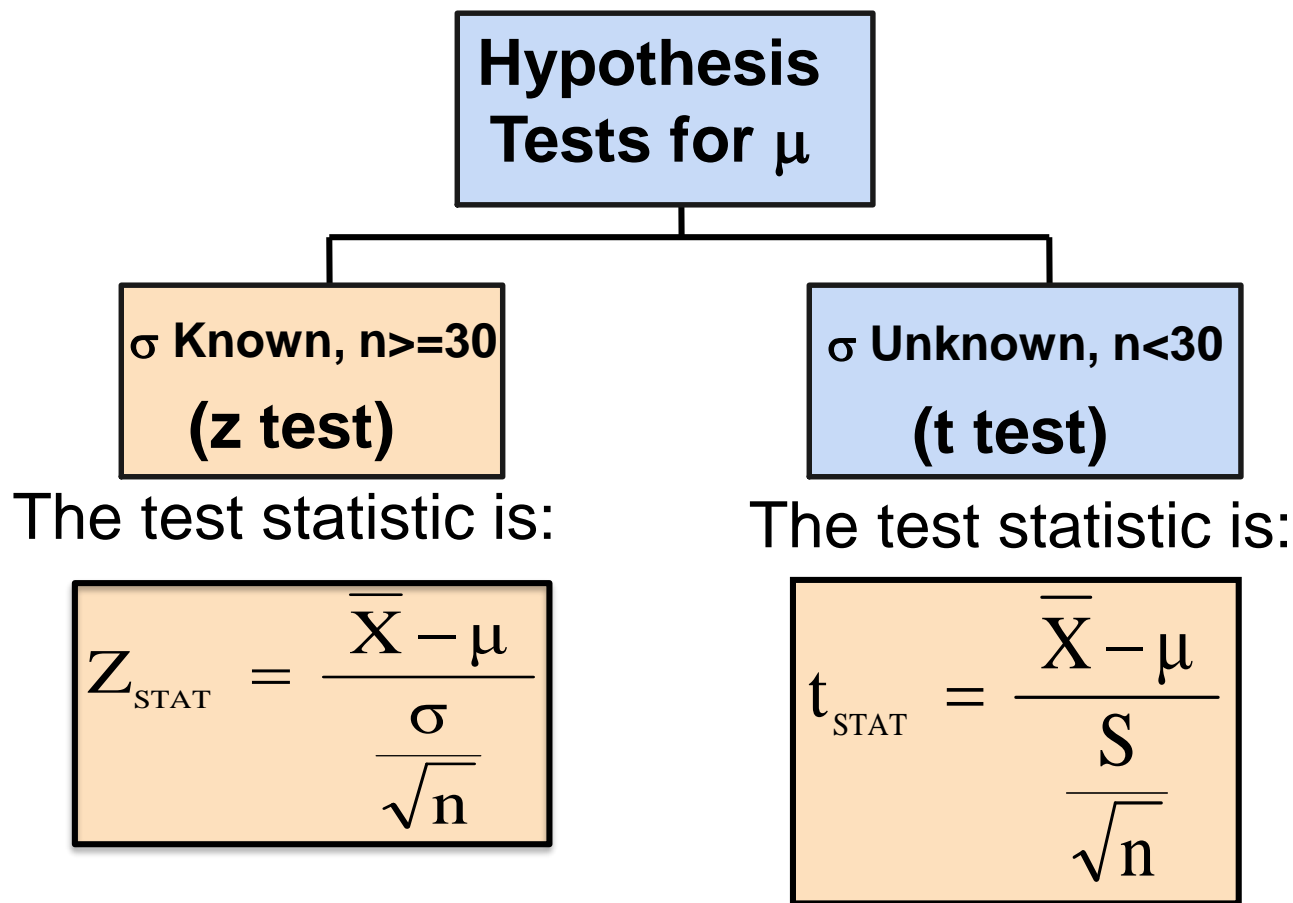 Hypothesis
Tests for μ
σ Known, n>=30
(z test)
The test statistic is:
Z_STAT = (X̅ − μ) / (σ / √n)
σ Unknown, n<30
(t test)
The test statistic is:
t_STAT = (X̅ − μ) / (S / √n)